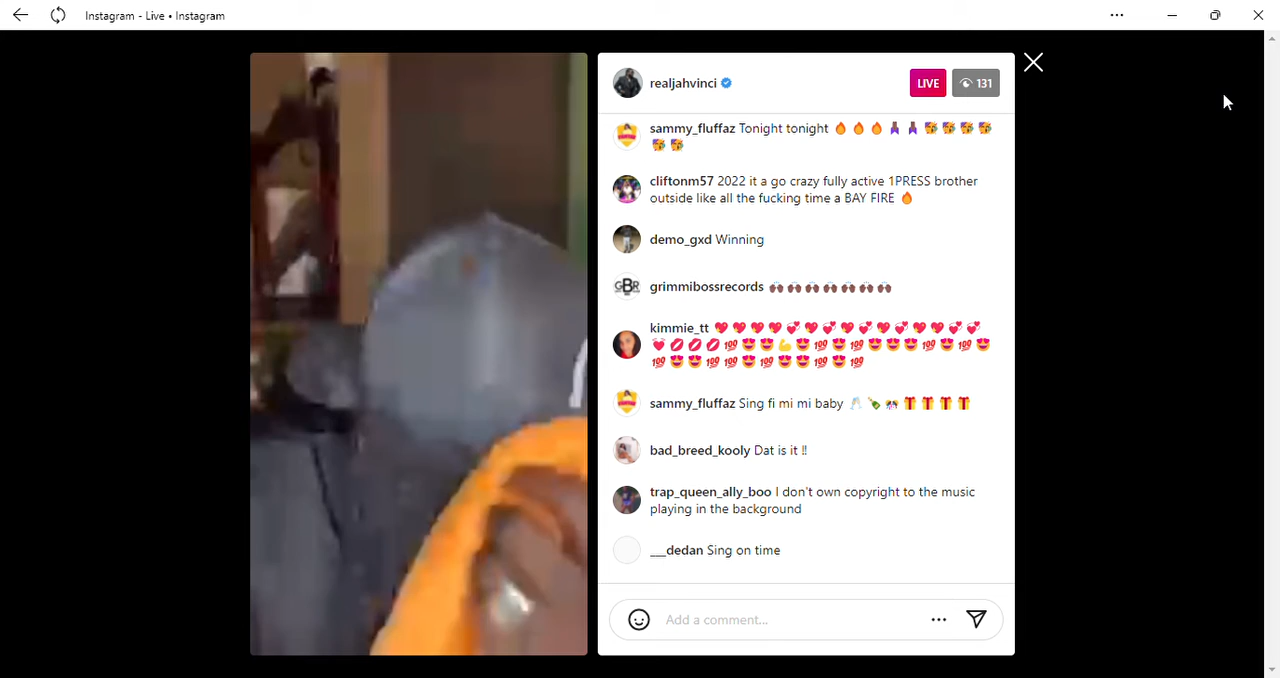 Instagram - Live • Instagram
realjahvinci
LIVE
131
sammy_fluffaz Tonight tonight 🔥 🔥 🔥 🙏🏾 🙏🏾 🥳 🥳 🥳 🥳
🥳 🥳
cliftonm57 2022 it a go crazy fully active 1PRESS brother
outside like all the fucking time a BAY FIRE 🔥
demo_gxd Winning
GBR
grimmibossrecords 🙌🏾 🙌🏾 🙌🏾 🙌🏾 🙌🏾 🙌🏾 🙌🏾
kimmie_tt 💖 💖 💖 💖 💞 💖 💞 💖 💞 💖 💞 💖 💖 💞 💞
💓 💋 💋 💋 💯 😍 😍 💪 😍 💯 😍 💯 😍 😍 😍 💯 😍 💯 😍
💯 😍 😍 💯 💯 😍 💯 😍 😍 💯 😍 💯
sammy_fluffaz Sing fi mi mi baby 🥂 🍾 🎊 🎁 🎁 🎁 🎁
bad_breed_kooly Dat is it ‼
trap_queen_ally_boo I don't own copyright to the music
playing in the background
___dedan Sing on time
Add a comment...